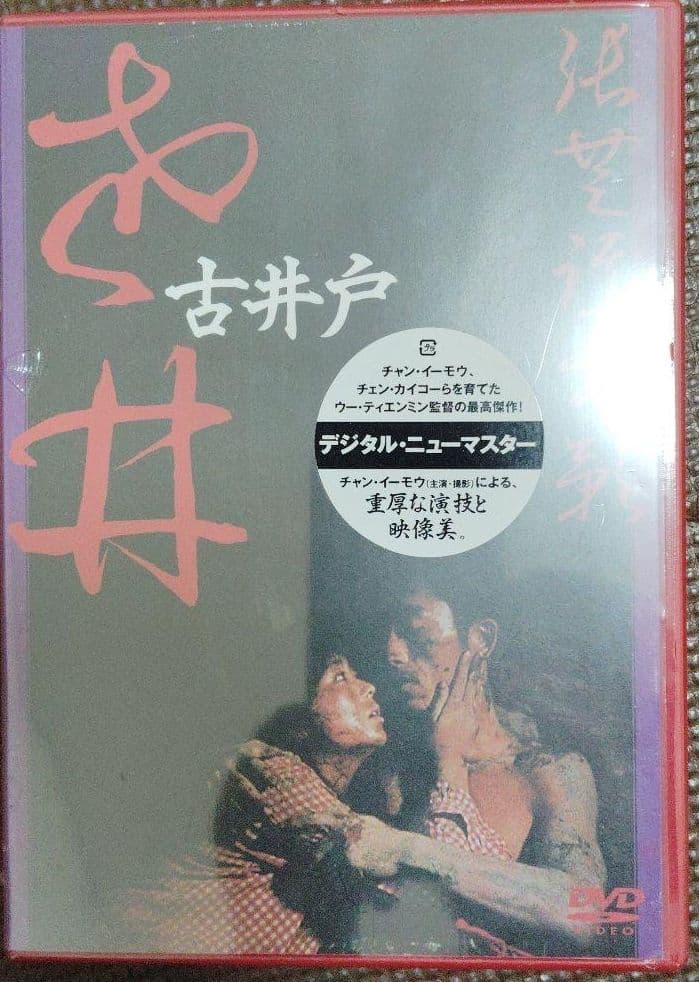 老井
古井戸
チャン・イーモウ、
チェン・カイコーらを育てた
ウー・ティエンミン監督の最高傑作!
デジタル・ニューマスター
チャン・イーモウ(主演・撮影)による、
重厚な演技と
映像美。
DVD
VIDEO